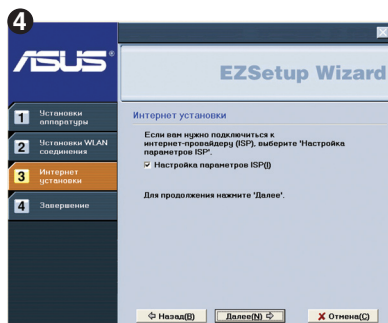 4
ASUS®
EZSetup Wizard
1 Установки
аппаратуры
2 Установки WLAN
соединения
3 Интернет
установки
4 Завершение
Интернет установки
Если вам нужно подключиться к
интернет-провайдеру (ISP), выберите 'Настройка
параметров ISP'.
Настройка параметров ISP(I)
Для продолжения нажмите 'Далее'.
Назад(B)
Далее(N)
Отмена(C)